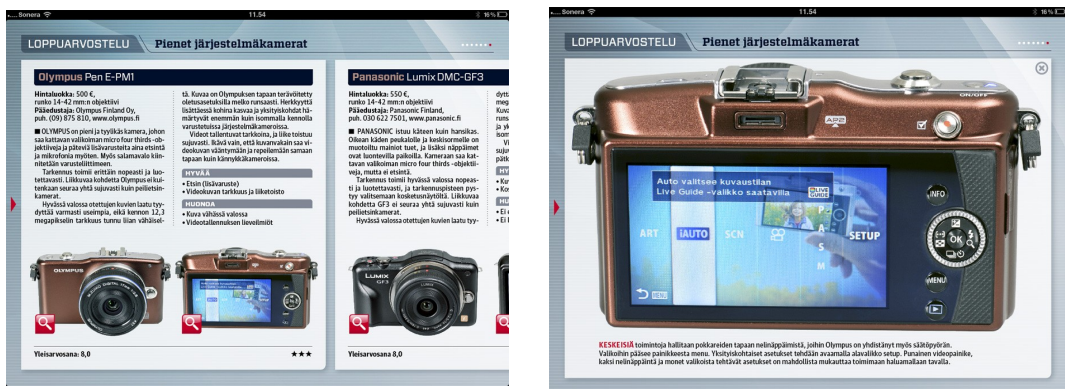 Sonera
11.54
16%
LOPPUARVOSTELU
Pienet järjestelmäkamerat
Olympus Pen E-PM1
Hintaluokka: 500 €,
runko 14–42 mm:n objektiivi
Päaedustaja: Olympus Finland Oy,
puh. (09) 875 810, www.olympus.fi
■ OLYMPUS on pieni ja tyylikäs kamera, johon
saa kattavan valikoiman micro four thirds -ob-
jektiiveja ja päteviä lisävarusteita aina etsintä
ja mikrofonia myöten. Myös salamavalo kiin-
nitetään varusteliittimeen.
Tarkennus toimii erittäin nopeasti ja luo-
tettavasti. Liikkuvaa kohdetta Olympus ei kui-
tenkaan seuraa yhtä sujuvasti kuin peilietsin-
kamerat.
Hyvässä valossa otettujen kuvien laatu tyy-
dyttää varmasti useimpia, eikä kennon 12,3
megapikselin tarkkuus tunnu liian vähäisel-
tä. Kuvaa on Olympuksen tapaan terävöitetty
oletusasetuksilla melko runsaasti. Herkkyyttä
lisättäessä kohina kasvaa ja yksityiskohdat hä-
märtyvät enemmän kuin isommalla kennolla
varustetuissa järjestelmäkameroissa.
Videot tallentuvat tarkkoina, ja liike toistuu
sujuvasti. Ikävä vain, että kuvanvakain saa vi-
deokuvan vääntymään ja repeilemään samaan
tapaan kuin kännykkäkameroissa.
HYVÄÄ
• Etsin (lisävaruste)
• Videokuvan tarkkuus ja liiketoisto
HUONOA
• Kuva vähässä valossa
• Videotallennuksen lieveilmiöt
OLYMPUS
Yleisarvosana: 8,0
★★★
Panasonic Lumix DMC-GF3
Hintaluokka: 550 €,
runko 14–42 mm:n objektiivi
Pääedustaja: Panasonic Finland,
puh. 030 622 7501, www.panasonic.fi
■ PANASONIC istuu käteen kuin hansikas.
Oikean käden peukalolle ja keskisormelle on
muotoiltu mainiot tuet, ja lisäksi näppäimet
ovat luontevilla paikoilla. Kameraan saa kat-
tavan valikoiman micro four thirds -objektii-
veja, mutta ei etsintä.
Tarkennus toimii hyvässä valossa nopeas-
ti ja luotettavasti, ja tarkennuspisteen pys-
tyy valitsemaan kosketusnäytöltä. Liikkuvaa
kohdetta GF3 ei seuraa yhtä sujuvasti kuin
peilietsinkamerat.
Hyvässä valossa otettujen kuvien laatu tyy-
LUMIX
GF3
Yleisarvosana 8,0
Sonera
11.54
16%
LOPPUARVOSTELU
Pienet järjestelmäkamerat
ON/OFF
AP2
Auto valitsee kuvaustilan
Live Guide -valikko saatavilla
LIVE GUIDE
P
A
S
M
ART
iAUTO
SCN
SETUP
MENU
INFO
OK
MENU
KESKEISIÄ toimintoja hallitaan pokkareiden tapaan nelinäppäimistä, joihin Olympus on yhdistänyt myös säätöpyörän.
Valikoihin pääsee painikkeesta menu. Yksityiskohtaiset asetukset tehdään avaamalla alavalikko setup. Punainen videopainike,
kaksi nelinäppäintä ja monet valikoista tehtävät asetukset on mahdollista mukauttaa toimimaan haluamallaan tavalla.